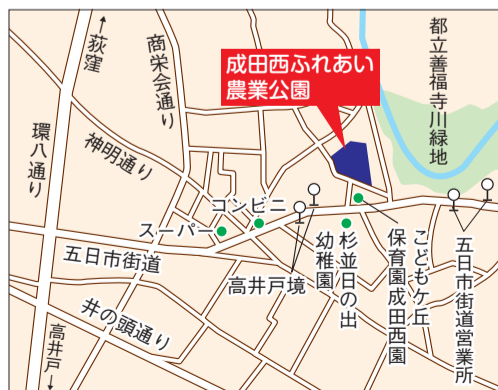 ↑荻窪
環八通り
商栄会通り
神明通り
成田西ふれあい
農業公園
都立善福寺川緑地
コンビニ
スーパー
五日市街道
高井戸境
杉並日の出
幼稚園
こどもケ丘
保育園成田西園
五日市街道営業所
井の頭通り
高井戸↓